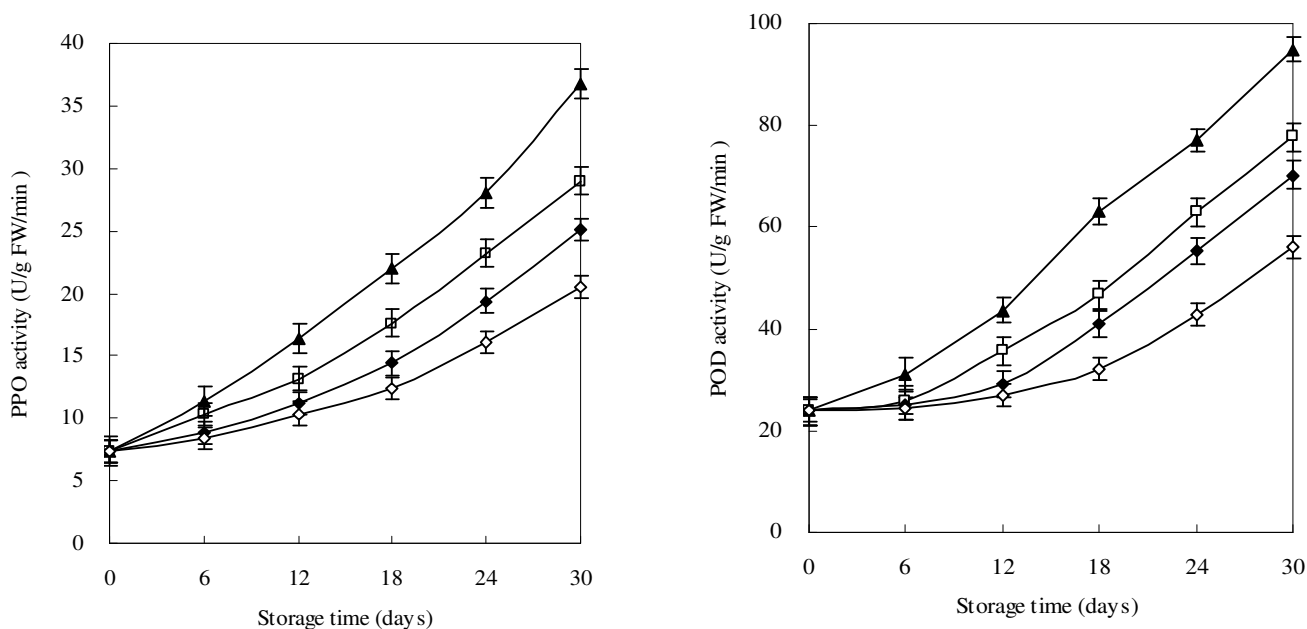 PPO activity (U/g FW/min )
40
35
30
25
20
15
10
5
0
0 6 12 18 24 30
Storage time (days)
POD activity (U/g FW/min )
100
80
60
40
20
0
0 6 12 18 24 30
Storage time (days)